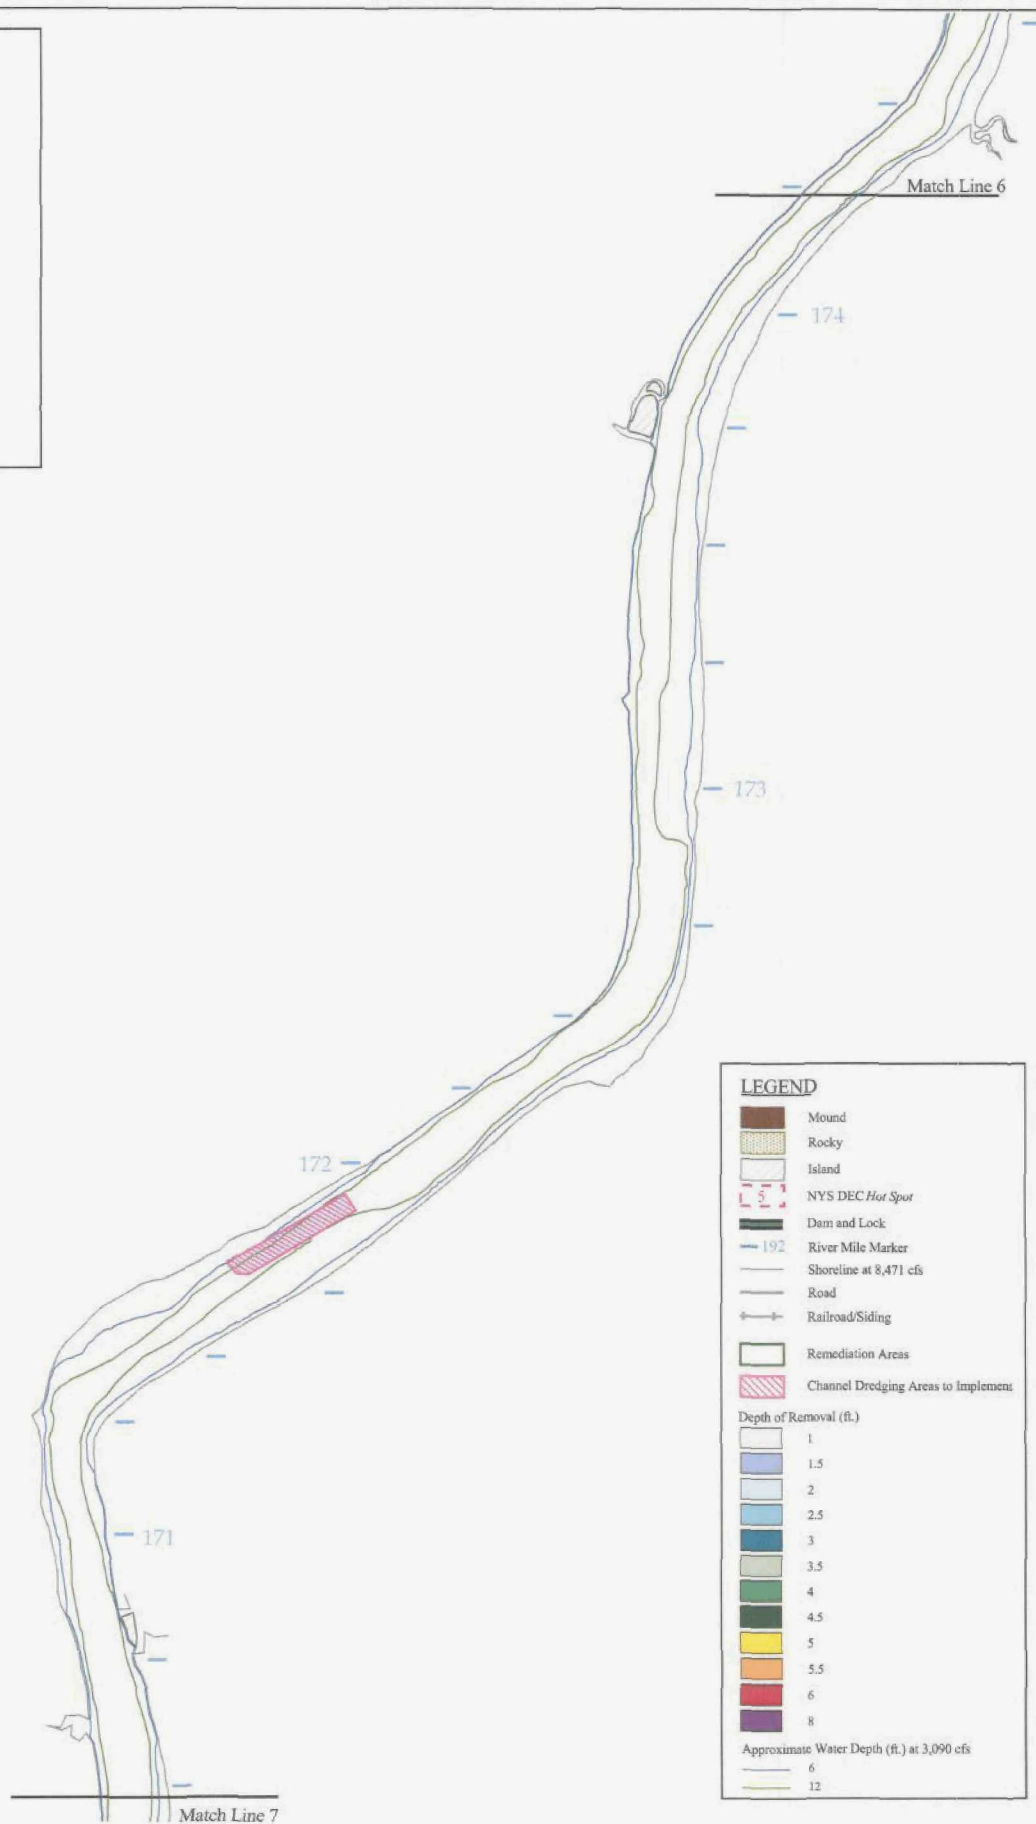 Match Line 6
174
173
172
171
Match Line 7
LEGEND
Mound
Rocky
Island
5 NYS DEC Hot Spot
Dam and Lock
192 River Mile Marker
Shoreline at 8,471 cfs
Road
Railroad/Siding
Remediation Areas
Channel Dredging Areas to Implement
Depth of Removal (ft.)
1
1.5
2
2.5
3
3.5
4
4.5
5
5.5
6
8
Approximate Water Depth (ft.) at 3,090 cfs
6
12